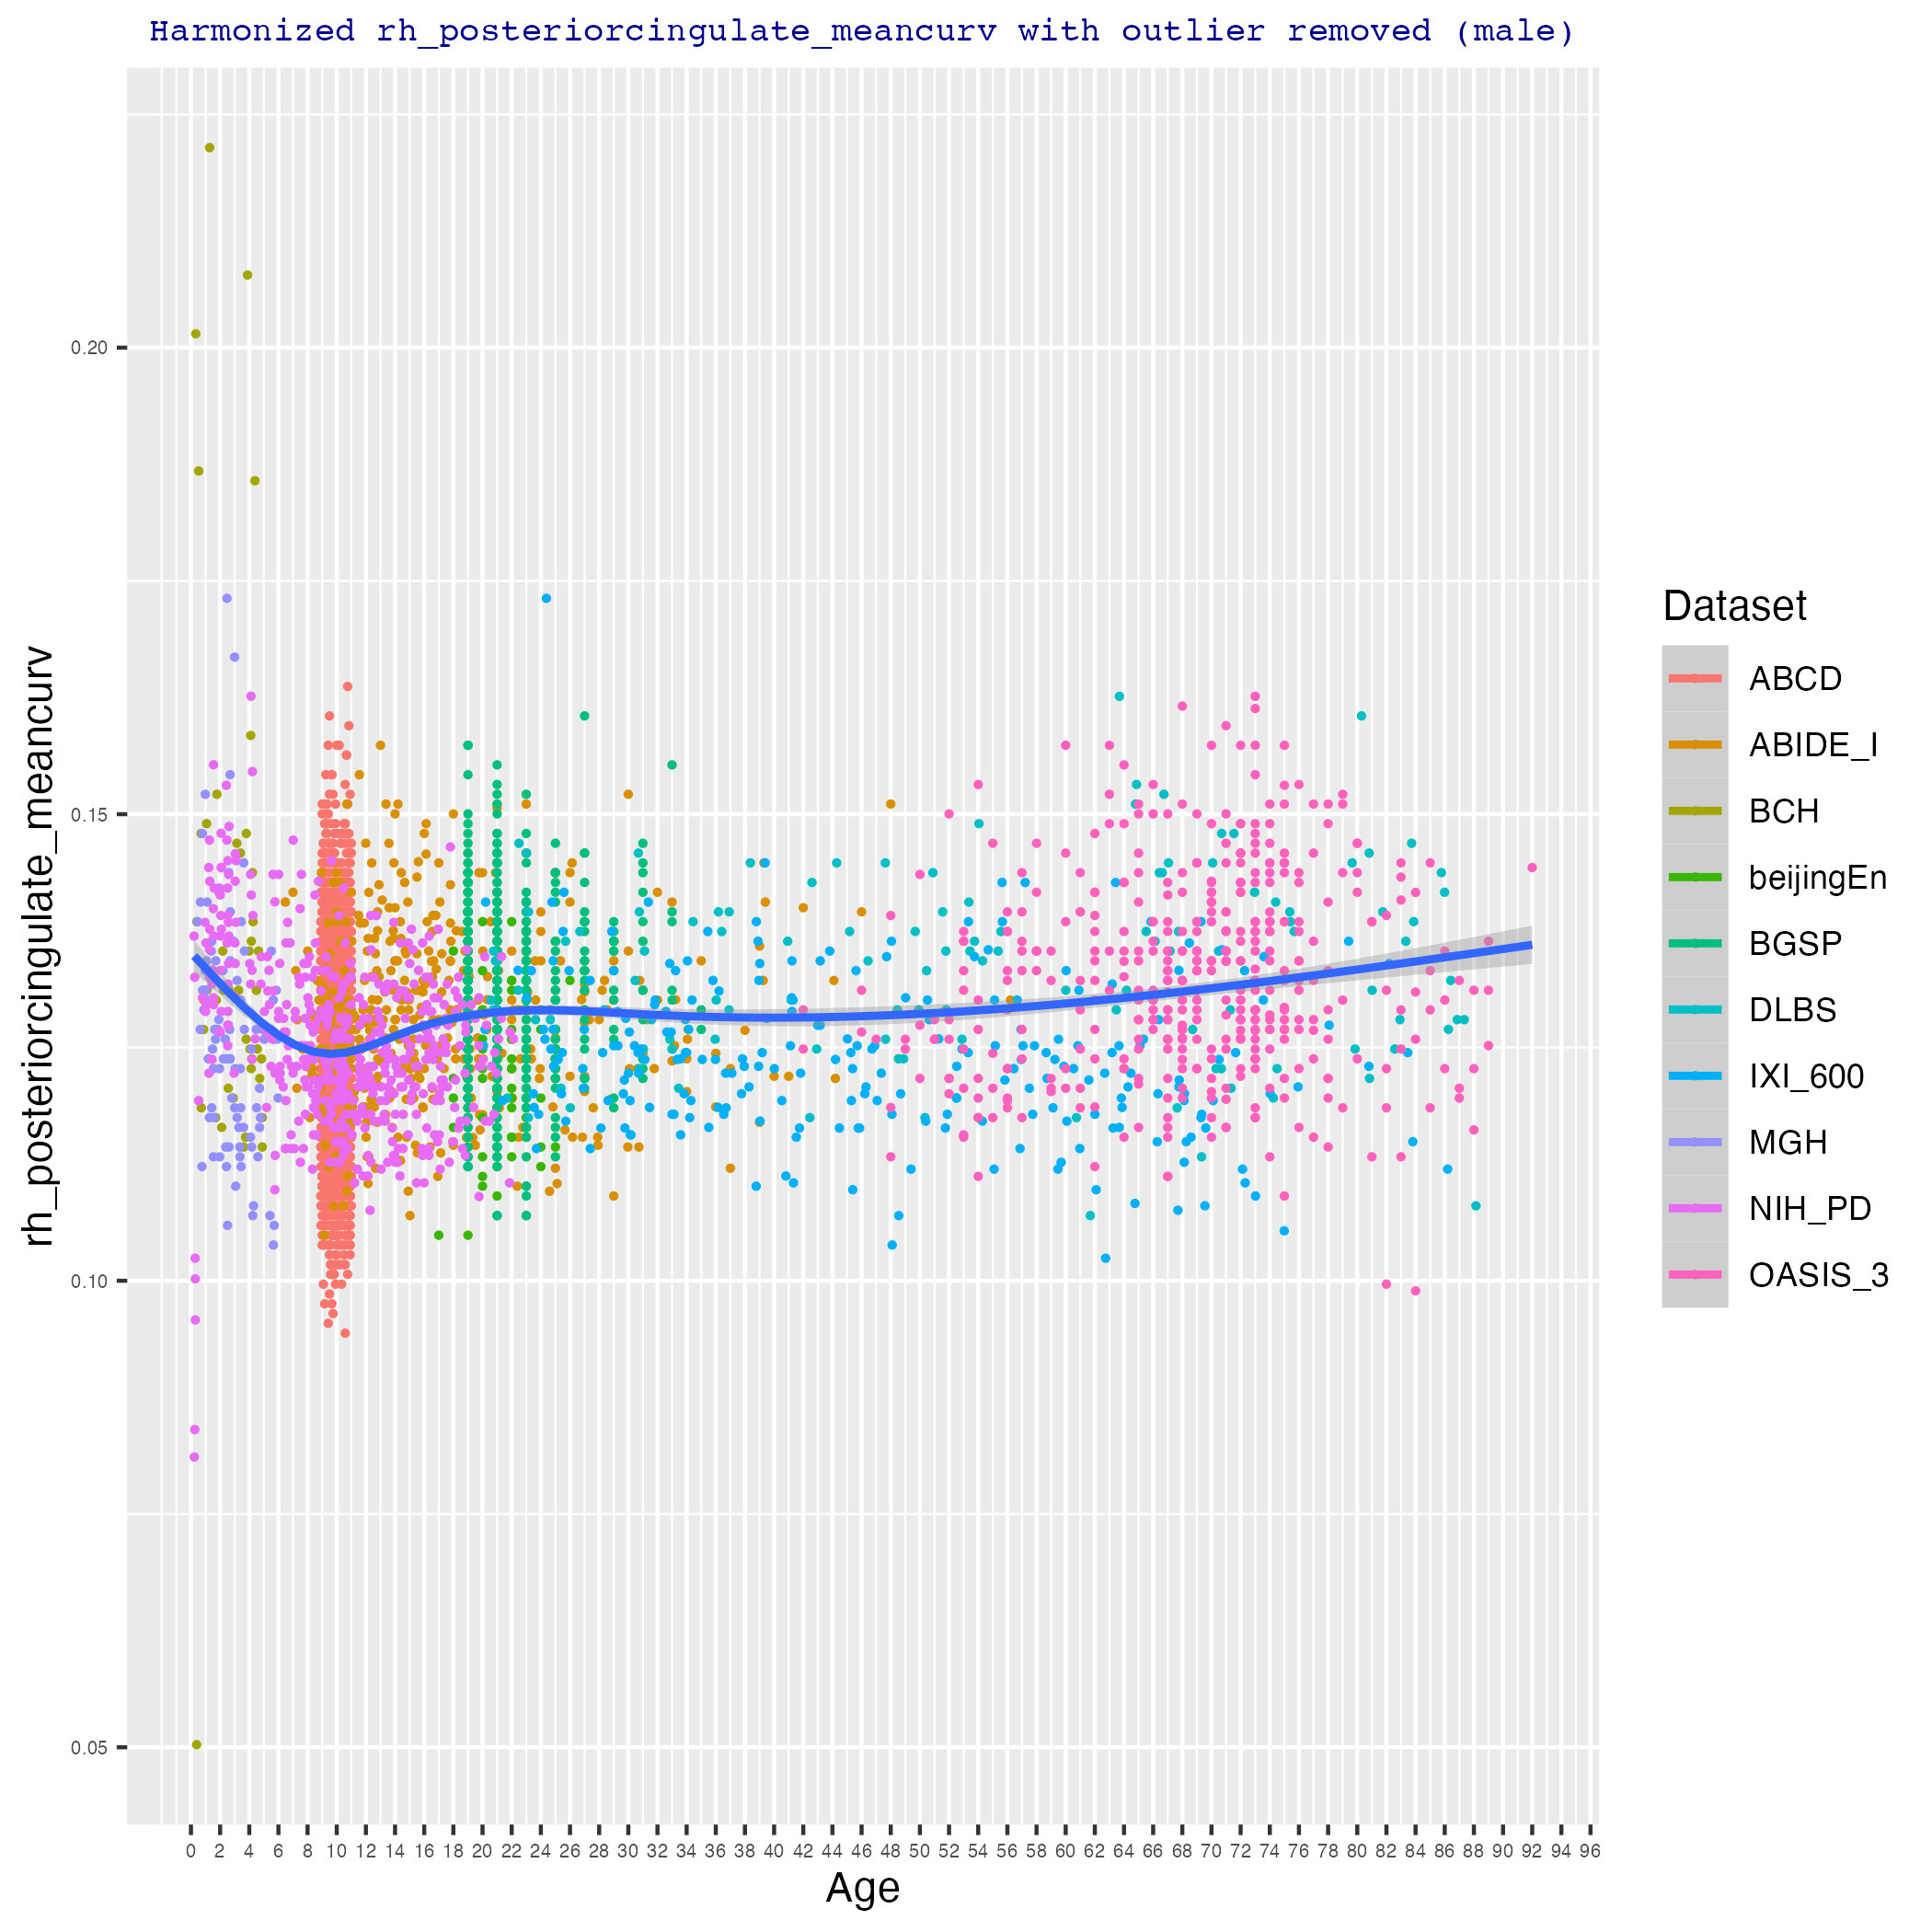 Harmonized rh_posteriorcingulate_meancurv with outlier removed (male)
rh_posteriorcingulate_meancurv
0.20
0.15
0.10
0.05
0 2 4 6 8 10 12 14 16 18 20 22 24 26 28 30 32 34 36 38 40 42 44 46 48 50 52 54 56 58 60 62 64 66 68 70 72 74 76 78 80 82 84 86 88 90 92 94 96
Age
Dataset
ABCD
ABIDE_I
BCH
beijingEn
BGSP
DLBS
IXI_600
MGH
NIH_PD
OASIS_3